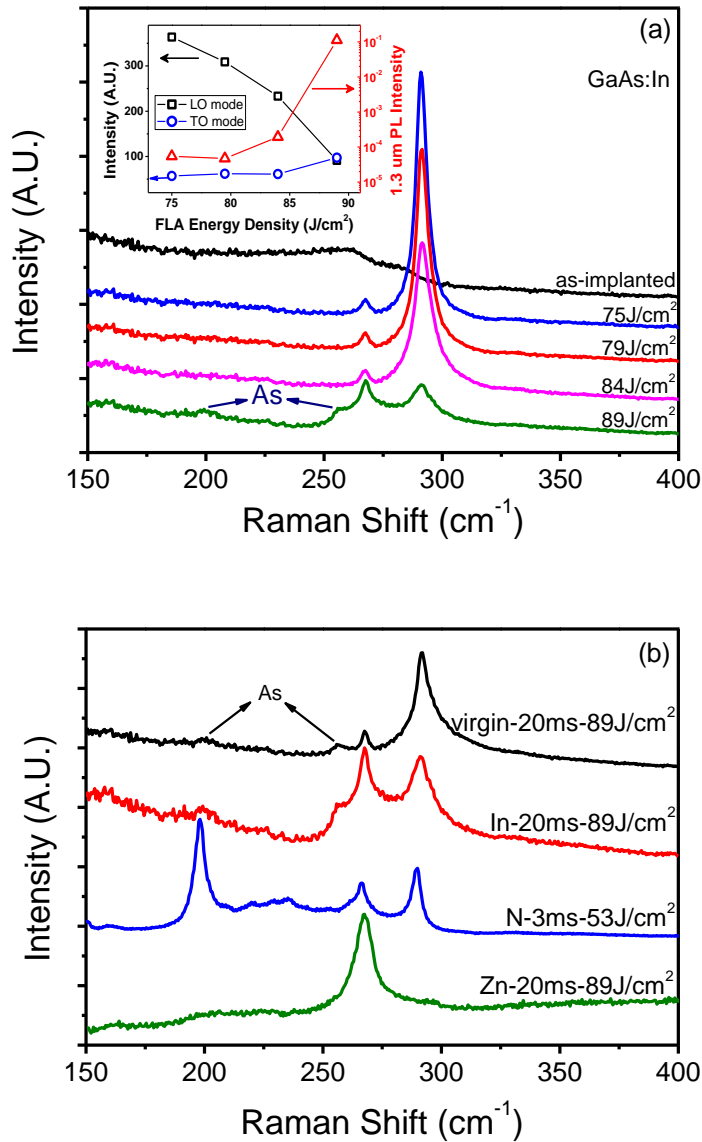 (a)
GaAs:In
Intensity (A.U.)
350
250
150
100
50
LO mode
TO mode
75
80
85
90
FLA Energy Density (J/cm²)
10⁻¹
10⁻²
10⁻³
10⁻⁴
10⁻⁵
1.3 um PL Intensity
Intensity (A.U.)
as-implanted
75J/cm²
79J/cm²
84J/cm²
89J/cm²
As
150 200 250 300 350 400
Raman Shift (cm⁻¹)
(b)
As
virgin-20ms-89J/cm²
In-20ms-89J/cm²
N-3ms-53J/cm²
Zn-20ms-89J/cm²
Intensity (A.U.)
150 200 250 300 350 400
Raman Shift (cm⁻¹)